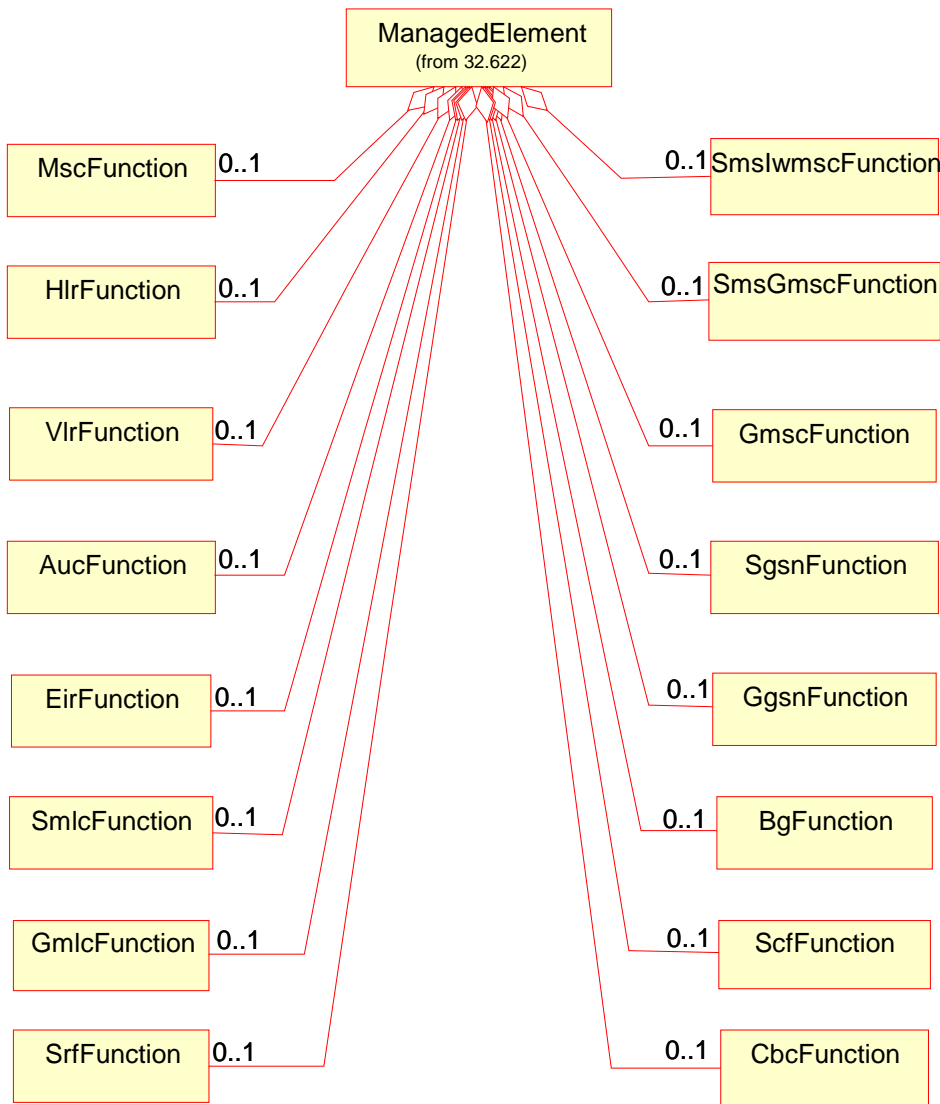 ManagedElement
(from 32.622)
MscFunction
0..1
0..1
SmsIwmscFunction
HlrFunction
0..1
0..1
SmsGmscFunction
VlrFunction
0..1
0..1
GmscFunction
AucFunction
0..1
0..1
SgsnFunction
EirFunction
0..1
0..1
GgsnFunction
SmlcFunction
0..1
0..1
BgFunction
GmlcFunction
0..1
0..1
ScfFunction
SrfFunction
0..1
0..1
CbcFunction